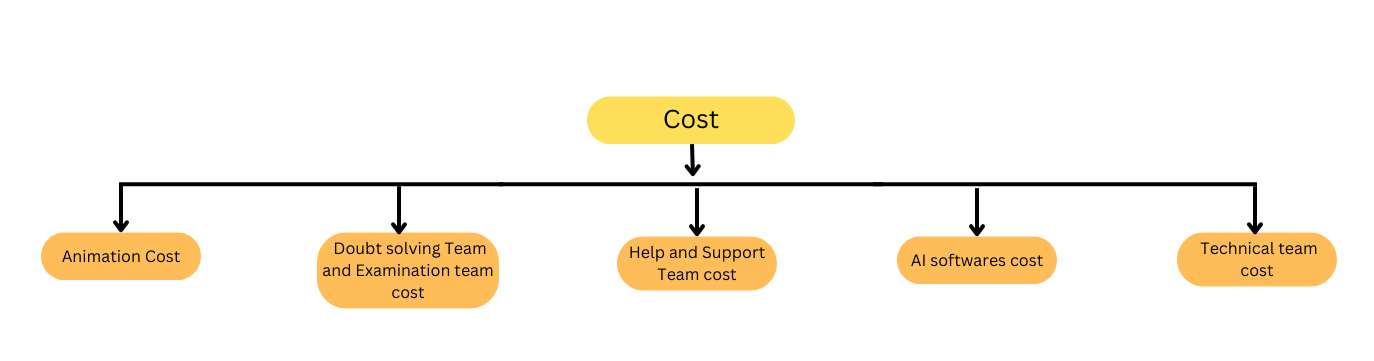 Cost
Animation Cost
Doubt solving Team
and Examination team
cost
Help and Support
Team cost
AI softwares cost
Technical team
cost